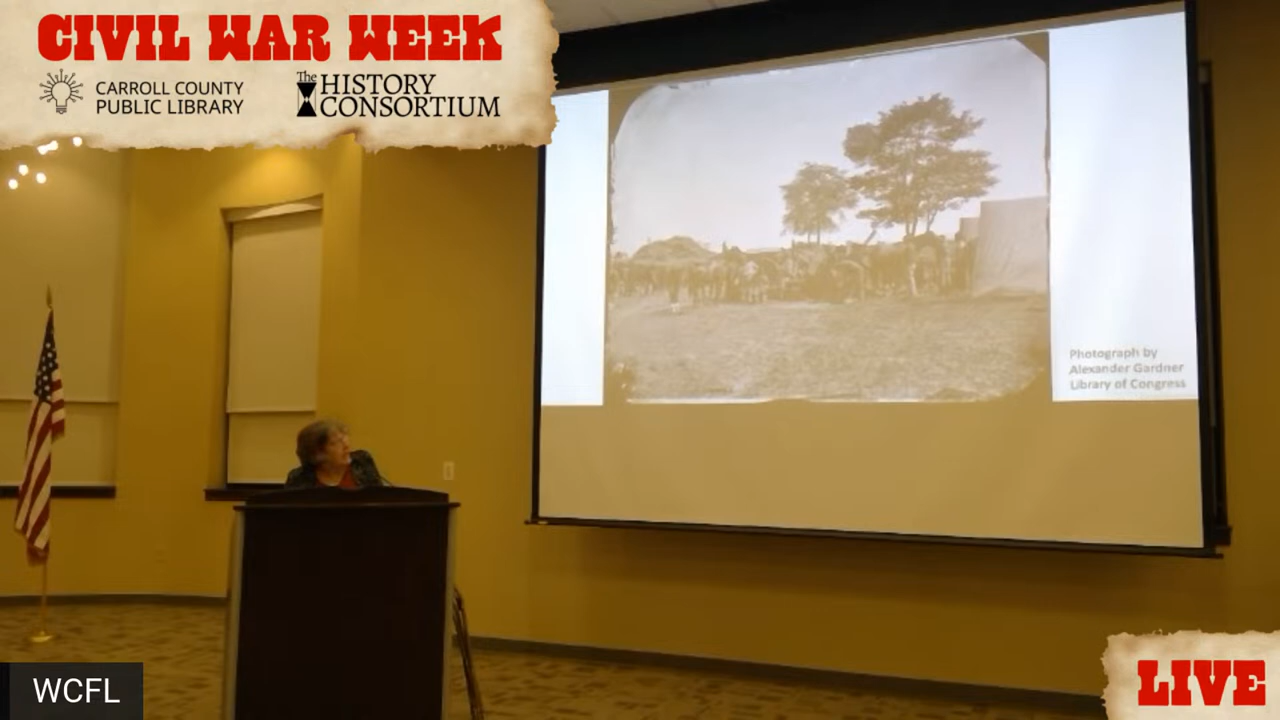 CIVIL WAR WEEK
CARROLL COUNTY
PUBLIC LIBRARY
The HISTORY
CONSORTIUM
Photograph by
Alexander Gardner
Library of Congress
WCFL
LIVE